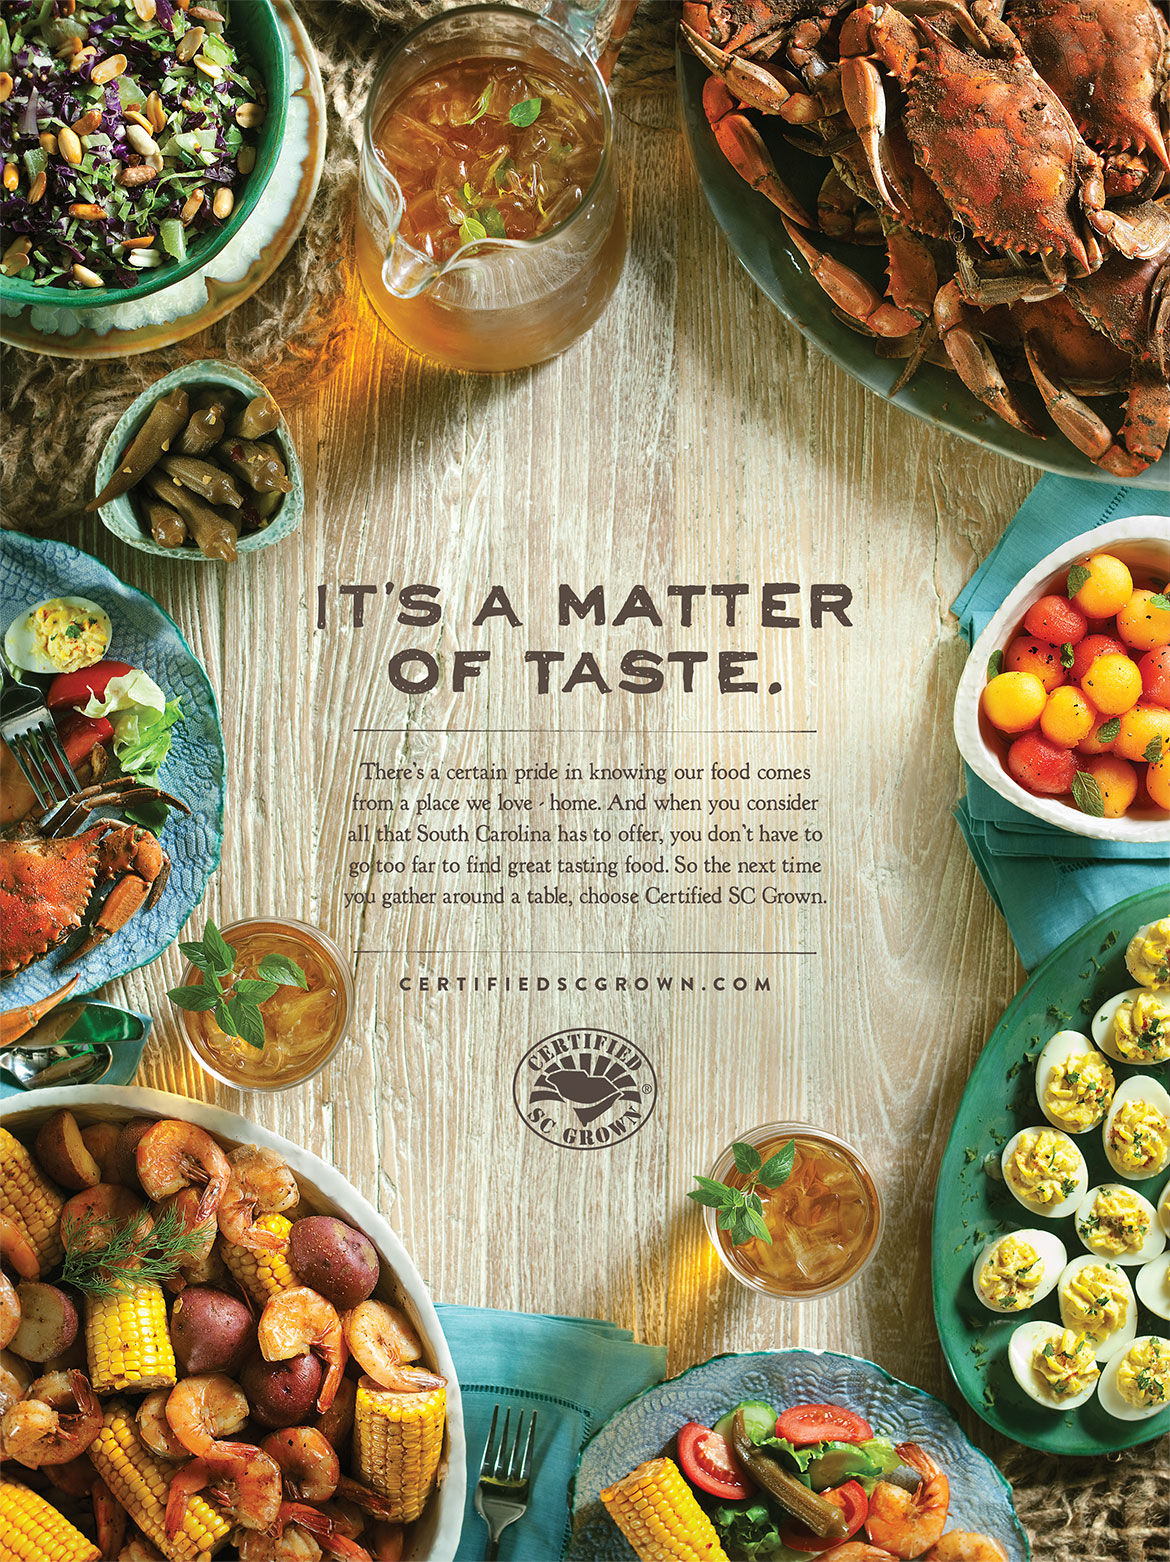 IT'S A MATTER
OF TASTE.
There's a certain pride in knowing our food comes
from a place we love - home. And when you consider
all that South Carolina has to offer, you don't have to
go too far to find great tasting food. So the next time
you gather around a table, choose Certified SC Grown.
CERTIFIEDSCGROWN.COM
CERTIFIED
SC GROWN
®